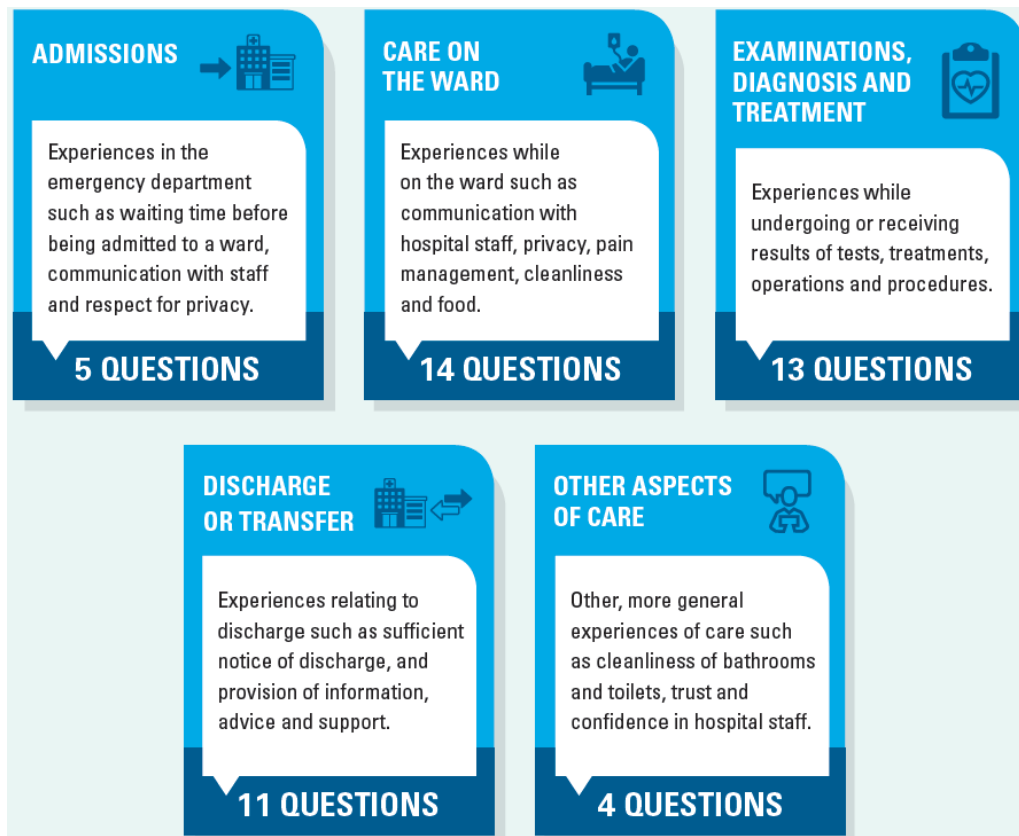 ADMISSIONS
Experiences in the
emergency department
such as waiting time before
being admitted to a ward,
communication with staff
and respect for privacy.
5 QUESTIONS
CARE ON
THE WARD
Experiences while
on the ward such as
communication with
hospital staff, privacy, pain
management, cleanliness
and food.
14 QUESTIONS
EXAMINATIONS,
DIAGNOSIS AND
TREATMENT
Experiences while
undergoing or receiving
results of tests, treatments,
operations and procedures.
13 QUESTIONS
DISCHARGE
OR TRANSFER
Experiences relating to
discharge such as sufficient
notice of discharge, and
provision of information,
advice and support.
11 QUESTIONS
OTHER ASPECTS
OF CARE
Other, more general
experiences of care such
as cleanliness of bathrooms
and toilets, trust and
confidence in hospital staff.
4 QUESTIONS